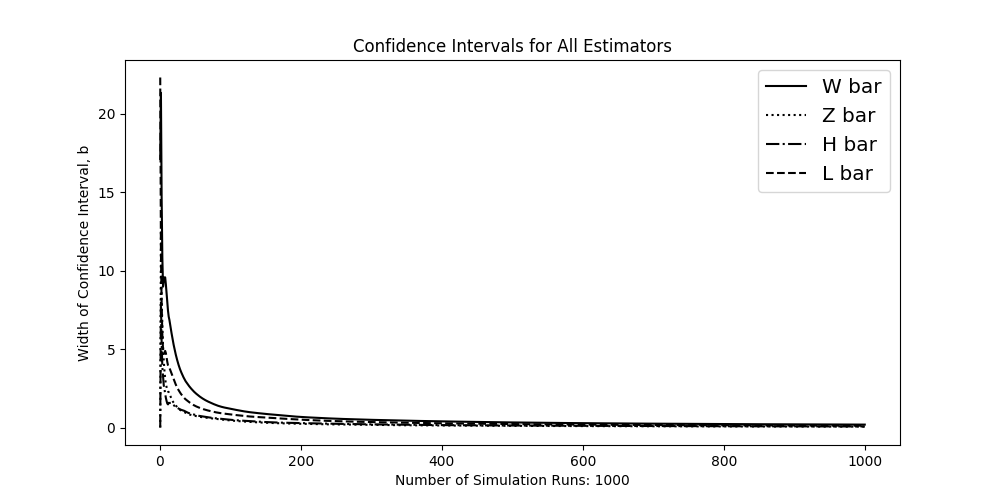 Confidence Intervals for All Estimators
W bar
Z bar
H bar
L bar
Width of Confidence Interval, b
20
15
10
5
0
0 200 400 600 800 1000
Number of Simulation Runs: 1000